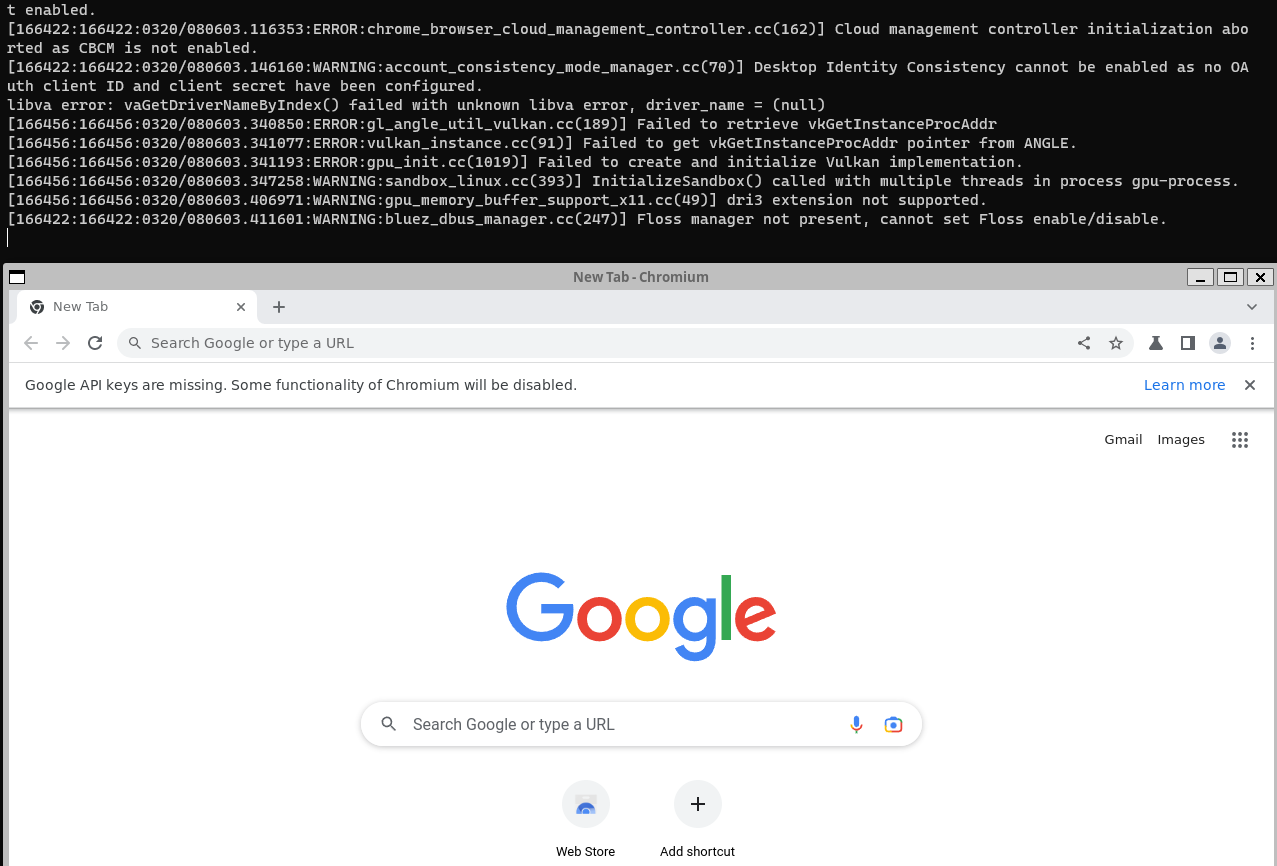 t enabled.
[166422:166422:0320/080603.116353:ERROR:chrome_browser_cloud_management_controller.cc(162)] Cloud management controller initialization abo
rted as CBCM is not enabled.
[166422:166422:0320/080603.146160:WARNING:account_consistency_mode_manager.cc(70)] Desktop Identity Consistency cannot be enabled as no OA
uth client ID and client secret have been configured.
libva error: vaGetDriverNameByIndex() failed with unknown libva error, driver_name = (null)
[166456:166456:0320/080603.340850:ERROR:gl_angle_util_vulkan.cc(189)] Failed to retrieve vkGetInstanceProcAddr
[166456:166456:0320/080603.341077:ERROR:vulkan_instance.cc(91)] Failed to get vkGetInstanceProcAddr pointer from ANGLE.
[166456:166456:0320/080603.341193:ERROR:gpu_init.cc(1019)] Failed to create and initialize Vulkan implementation.
[166456:166456:0320/080603.347258:WARNING:sandbox_linux.cc(393)] InitializeSandbox() called with multiple threads in process gpu-process.
[166456:166456:0320/080603.406971:WARNING:gpu_memory_buffer_support_x11.cc(49)] dri3 extension not supported.
[166422:166422:0320/080603.411601:WARNING:bluez_dbus_manager.cc(247)] Floss manager not present, cannot set Floss enable/disable.
New Tab - Chromium
New Tab
Search Google or type a URL
Google API keys are missing. Some functionality of Chromium will be disabled.
Learn more
Gmail Images
Google
Search Google or type a URL
Web Store
Add shortcut